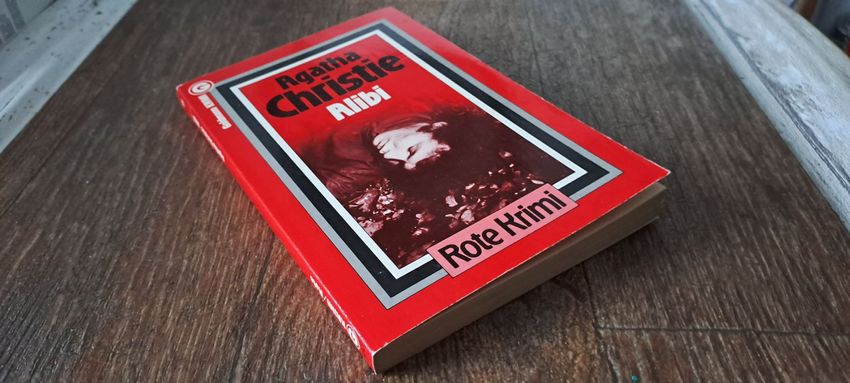 Agatha
Christie
Alibi
Rote Krimi